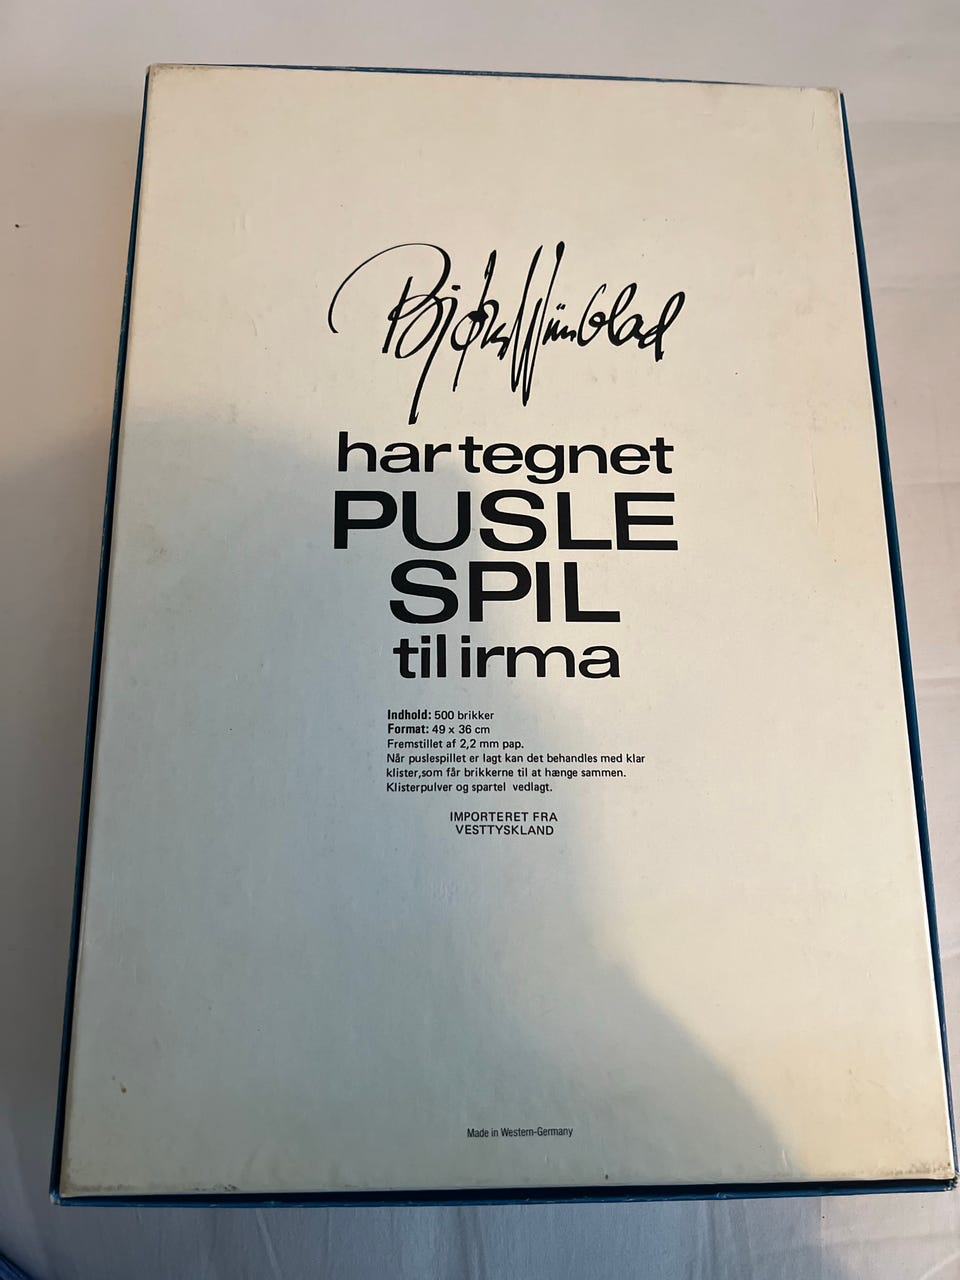 Bjørn Wiinblad
har tegnet
PUSLE
SPIL
til irma
Indhold: 500 brikker
Format: 49 x 36 cm
Fremstillet af 2,2 mm pap.
Når puslespillet er lagt kan det behandles med klar
klister,som får brikkerne til at hænge sammen.
Klisterpulver og spartel vedlagt.
IMPORTERET FRA
VESTTYSKLAND
Made in Western-Germany